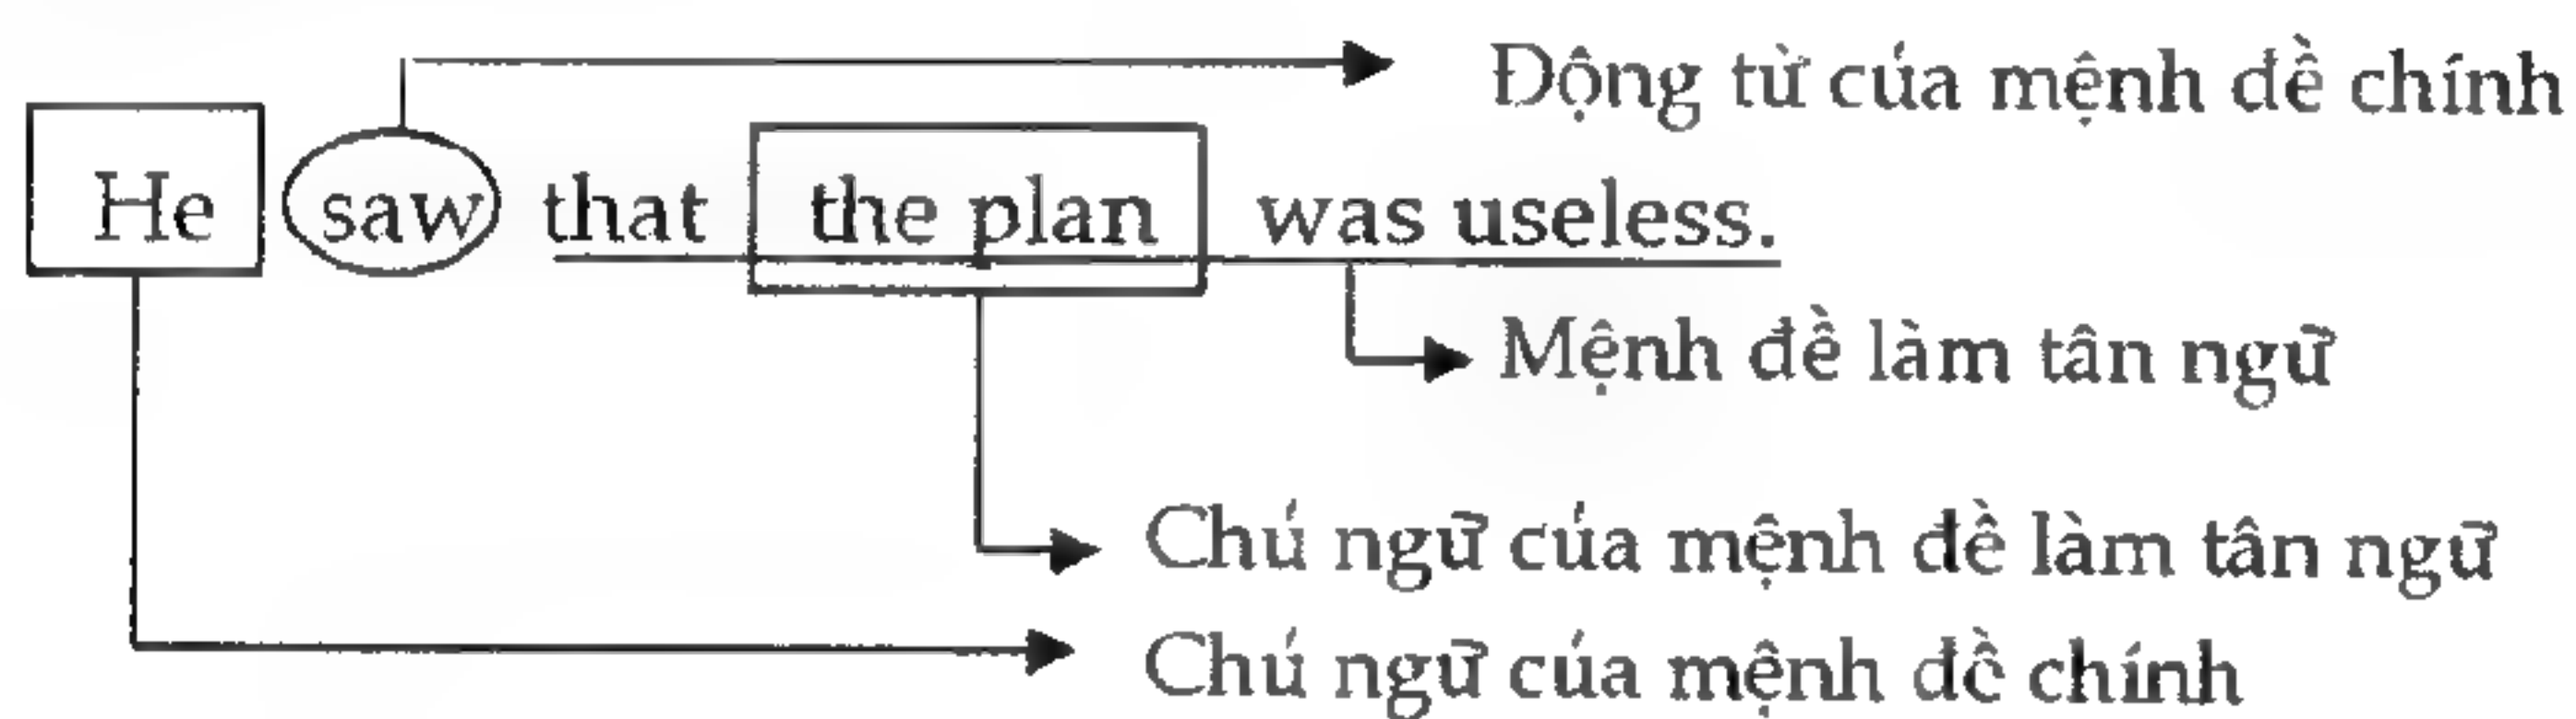 Động từ của mệnh đề chính
He saw that the plan was useless.
Mệnh đề làm tân ngữ
Chủ ngữ của mệnh đề làm tân ngữ
Chủ ngữ của mệnh đề chính